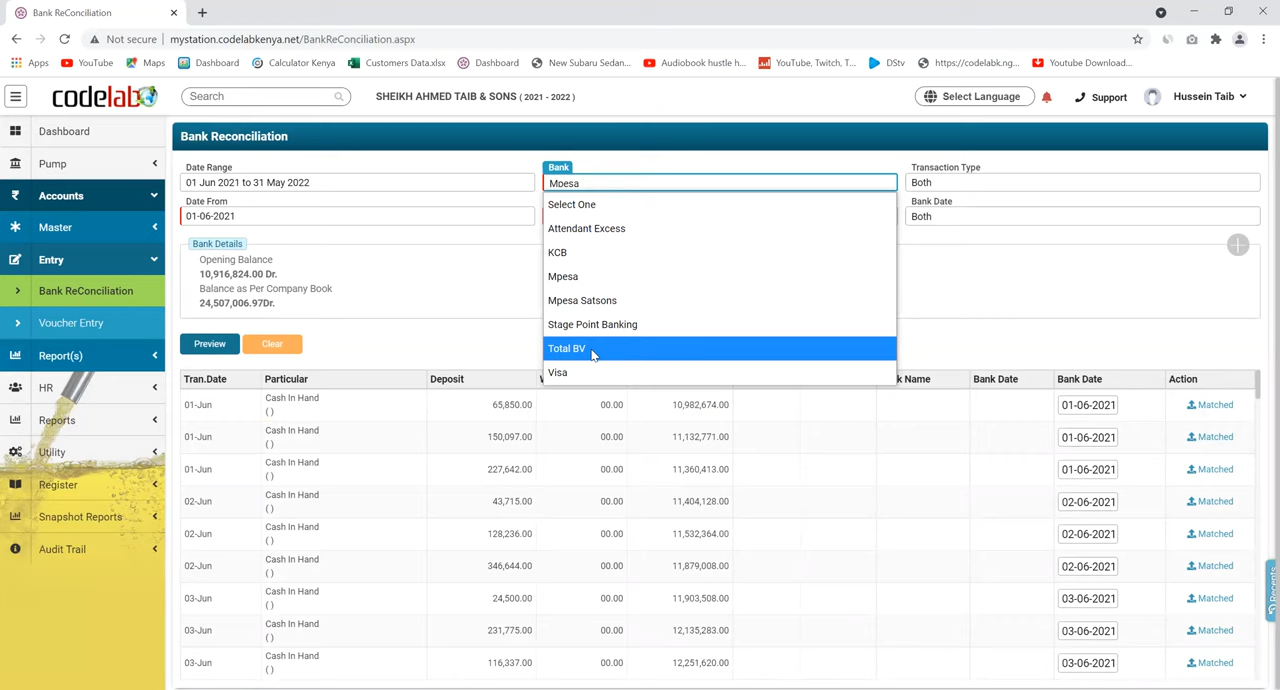 Bank ReConciliation
Not secure | mystation.codelabkenya.net/BankReConciliation.aspx
Apps YouTube Maps Dashboard Calculator Kenya Customers Data.xlsx Dashboard New Subaru Sedan... Audiobook hustle h... YouTube, Twitch, T... DStv https://codelabk.ng... Youtube Download...
codelab Search SHEIKH AHMED TAIB & SONS ( 2021 - 2022 ) Select Language Support Hussein Taib
Dashboard
Pump
Accounts
Master
Entry
Bank ReConciliation
Voucher Entry
Report(s)
HR
Reports
Utility
Register
Snapshot Reports
Audit Trail
Bank Reconciliation
Date Range
01 Jun 2021 to 31 May 2022
Bank
Mpesa
Transaction Type
Both
Date From
01-06-2021
Bank Date
Both
Select One
Attendant Excess
KCB
Mpesa
Mpesa Satsons
Stage Point Banking
Total BV
Visa
Bank Details
Opening Balance
10,916,824.00 Dr.
Balance as Per Company Book
24,507,006.97Dr.
Preview Clear
Tran.Date Particular Deposit k Name Bank Date Bank Date Action
01-Jun Cash In Hand ( ) 65,850.00 00.00 10,982,674.00 01-06-2021 Matched
01-Jun Cash In Hand ( ) 150,097.00 00.00 11,132,771.00 01-06-2021 Matched
01-Jun Cash In Hand ( ) 227,642.00 00.00 11,360,413.00 01-06-2021 Matched
02-Jun Cash In Hand ( ) 43,715.00 00.00 11,404,128.00 02-06-2021 Matched
02-Jun Cash In Hand ( ) 128,236.00 00.00 11,532,364.00 02-06-2021 Matched
02-Jun Cash In Hand ( ) 346,644.00 00.00 11,879,008.00 02-06-2021 Matched
03-Jun Cash In Hand ( ) 24,500.00 00.00 11,903,508.00 03-06-2021 Matched
03-Jun Cash In Hand ( ) 231,775.00 00.00 12,135,283.00 03-06-2021 Matched
03-Jun Cash In Hand ( ) 116,337.00 00.00 12,251,620.00 03-06-2021 Matched
Recents